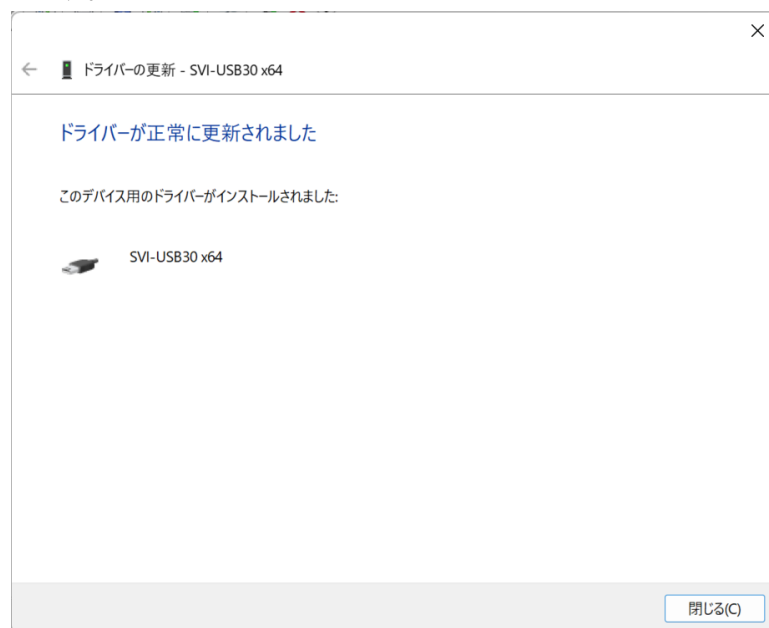 ドライバーの更新 - SVI-USB30 x64
ドライバーが正常に更新されました
このデバイス用のドライバーがインストールされました:
SVI-USB30 x64
閉じる(C)